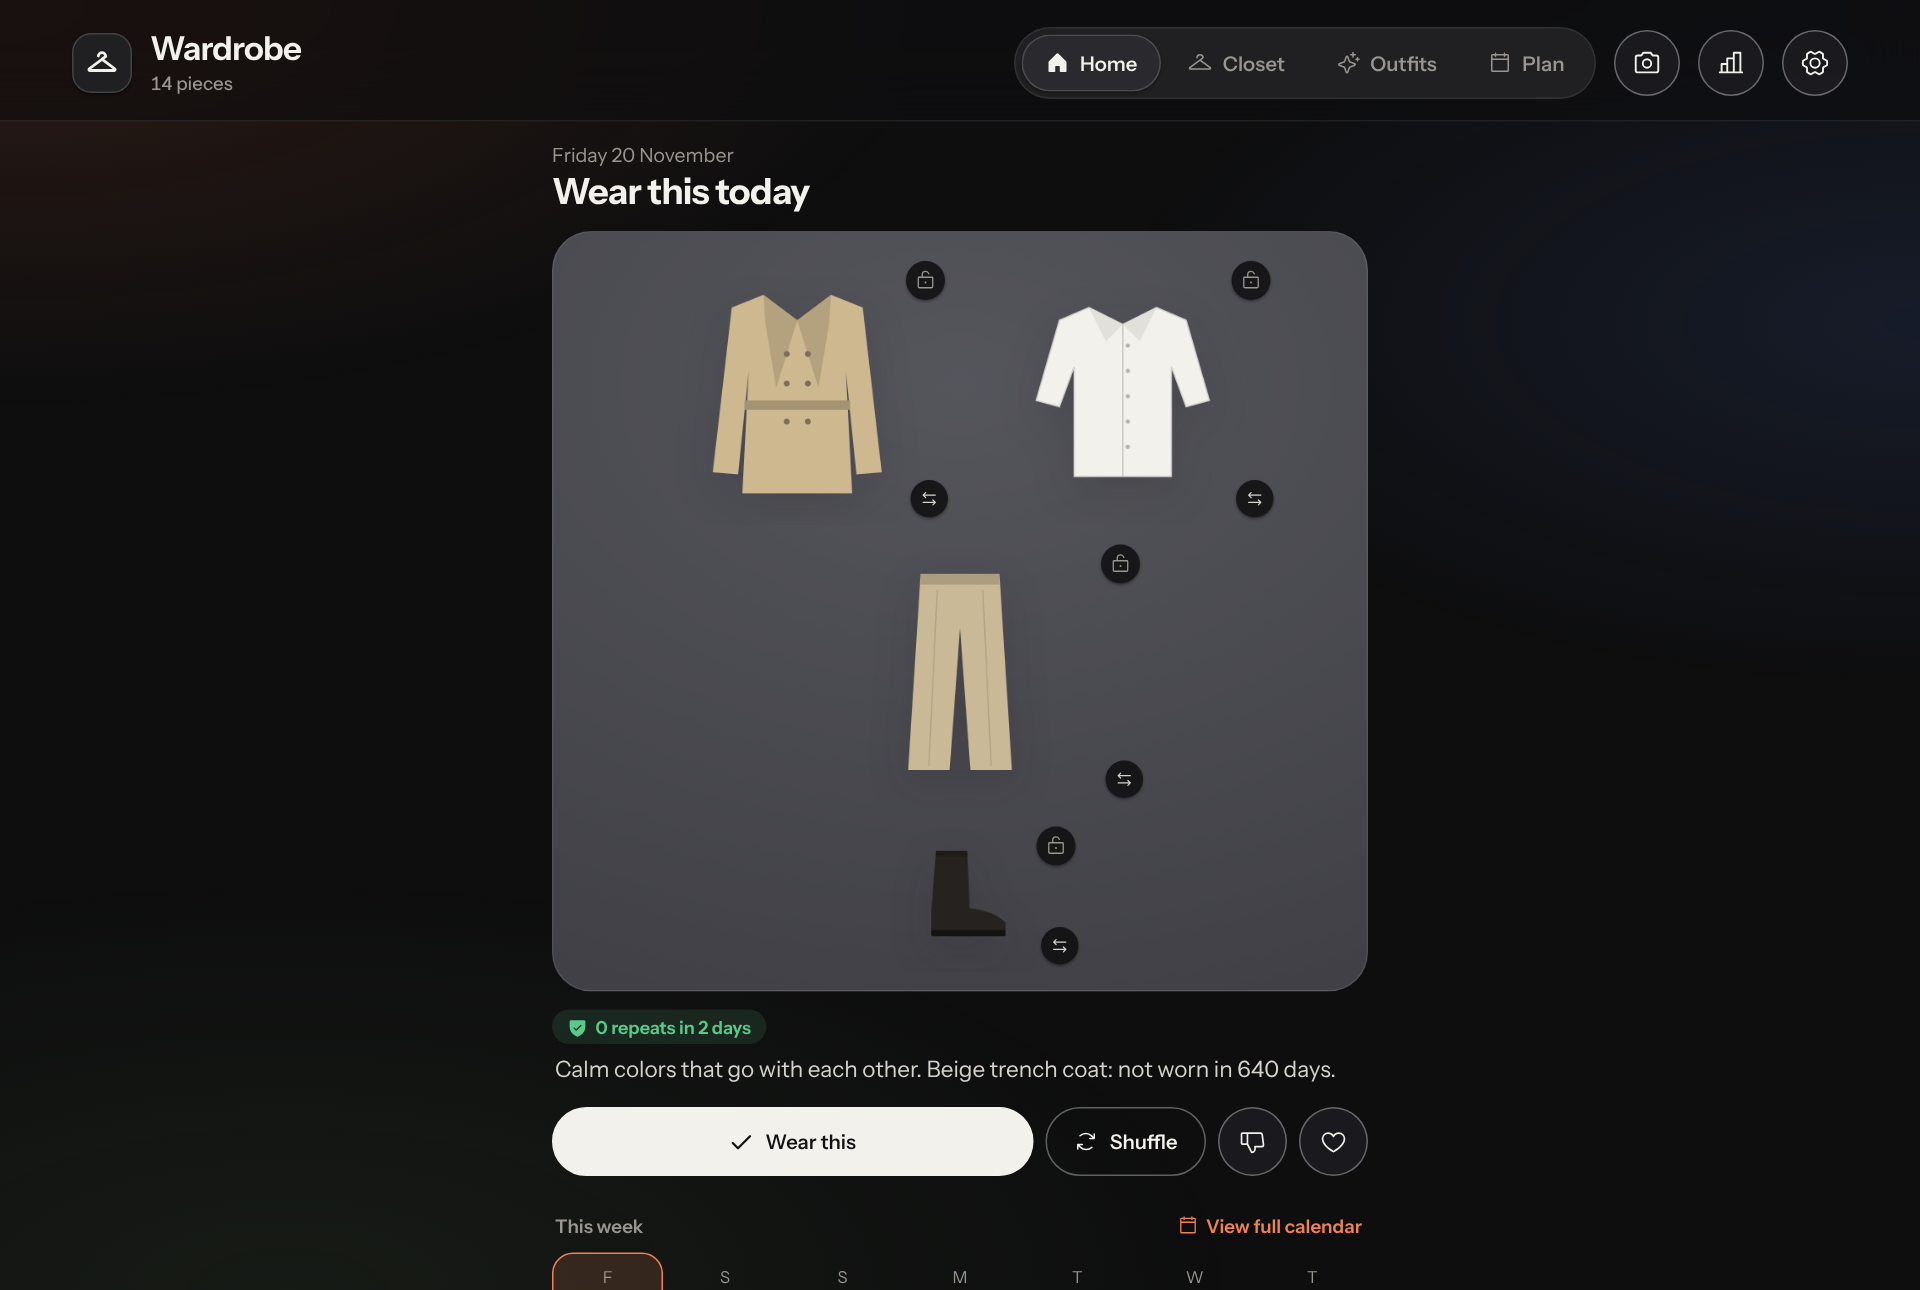 Wardrobe
14 pieces
Home
Closet
Outfits
Plan
Friday 20 November
Wear this today
0 repeats in 2 days
Calm colors that go with each other. Beige trench coat: not worn in 640 days.
Wear this
Shuffle
This week
View full calendar
F S S M T W T